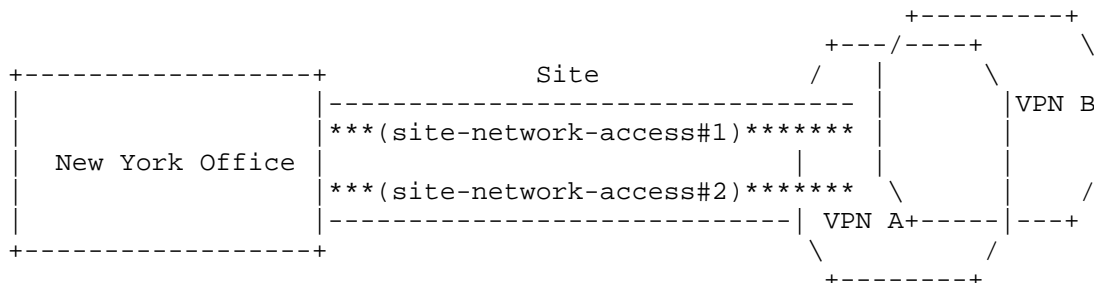 Site
VPN B
***(site-network-access#1)*******
New York Office
***(site-network-access#2)*******
VPN A